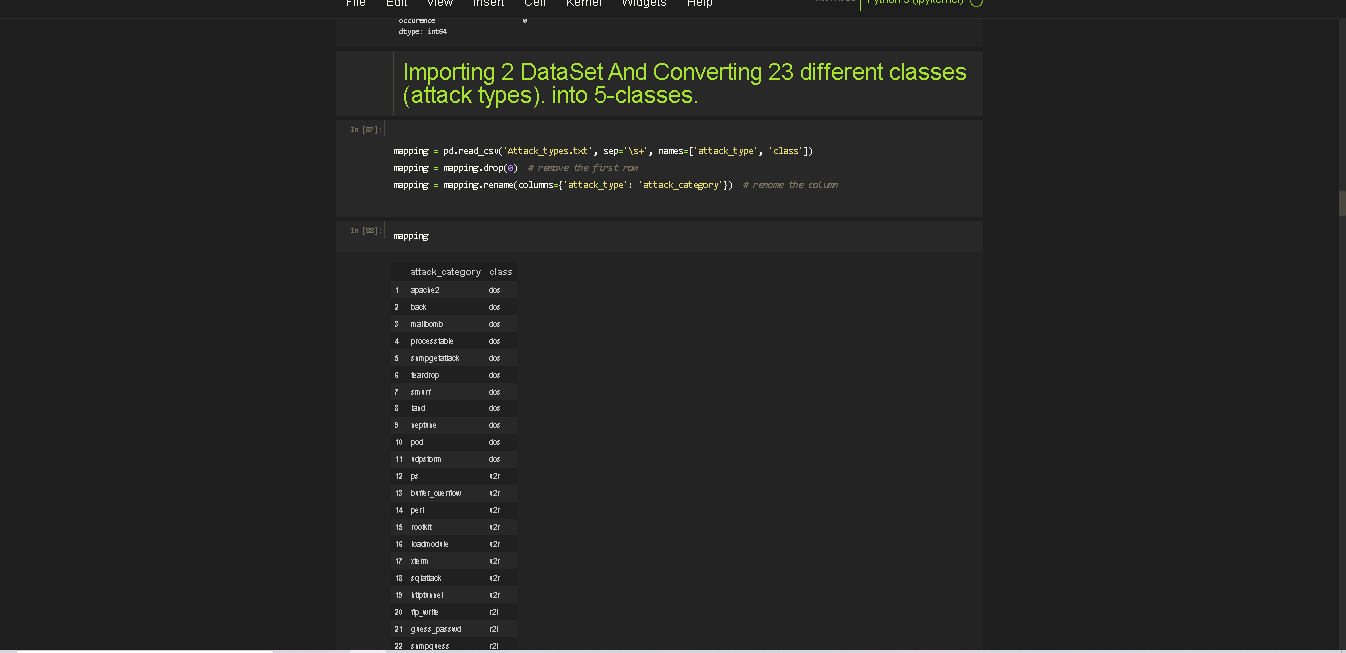 File Edit View Insert Cell Kernel Widgets Help
Python 3 (ipykernel)
occurence 0
dtype: int64
Importing 2 DataSet And Converting 23 different classes
(attack types). into 5-classes.
In [87]:
mapping = pd.read_csv('Attack_types.txt', sep='\s+', names=['attack_type', 'class'])
mapping = mapping.drop(0) # remove the first row
mapping = mapping.rename(columns={'attack_type': 'attack_category'}) # rename the column
In [88]:
mapping
attack_category class
1 apache2 dos
2 back dos
3 mailbomb dos
4 processtable dos
5 snmpgetattack dos
6 teardrop dos
7 smurf dos
8 land dos
9 neptune dos
10 pod dos
11 udpstorm dos
12 ps u2r
13 buffer_overflow u2r
14 perl u2r
15 rootkit u2r
16 loadmodule u2r
17 xterm u2r
18 sqlattack u2r
19 httptunnel u2r
20 ftp_write r2l
21 guess_passwd r2l
22 snmpguess r2l